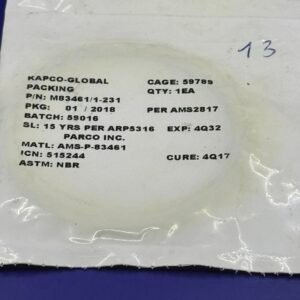 13
KAPCO-GLOBAL CAGE: 59789
PACKING QTY: 1EA
P/N: M83461/1-231
PKG: 01 / 2018 PER AMS2817
BATCH: 59016
SL: 15 YRS PER ARP5316 EXP: 4Q32
PARCO INC.
MATL: AMS-P-83461
ICN: 515244 CURE: 4Q17
ASTM: NBR